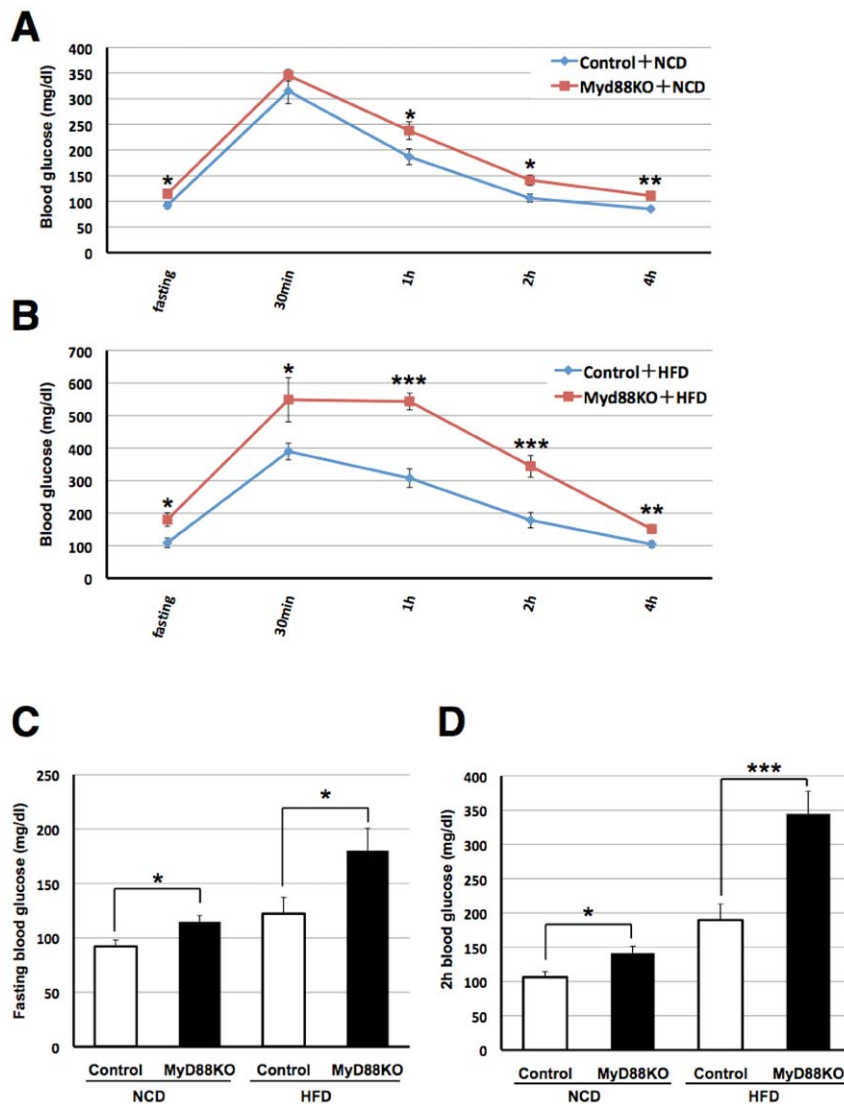 A
Blood glucose (mg/dl)
400
350
300
250
200
150
100
50
0
Control+NCD
Myd88KO+NCD
*
*
*
**
fasting
30min
1h
2h
4h
B
Blood glucose (mg/dl)
700
600
500
400
300
200
100
0
Control+HFD
Myd88KO+HFD
*
*
***
***
**
fasting
30min
1h
2h
4h
C
Fasting blood glucose (mg/dl)
250
200
150
100
50
0
*
*
Control MyD88KO Control MyD88KO
NCD HFD
D
2h blood glucose (mg/dl)
400
350
300
250
200
150
100
50
0
*
***
Control MyD88KO Control MyD88KO
NCD HFD